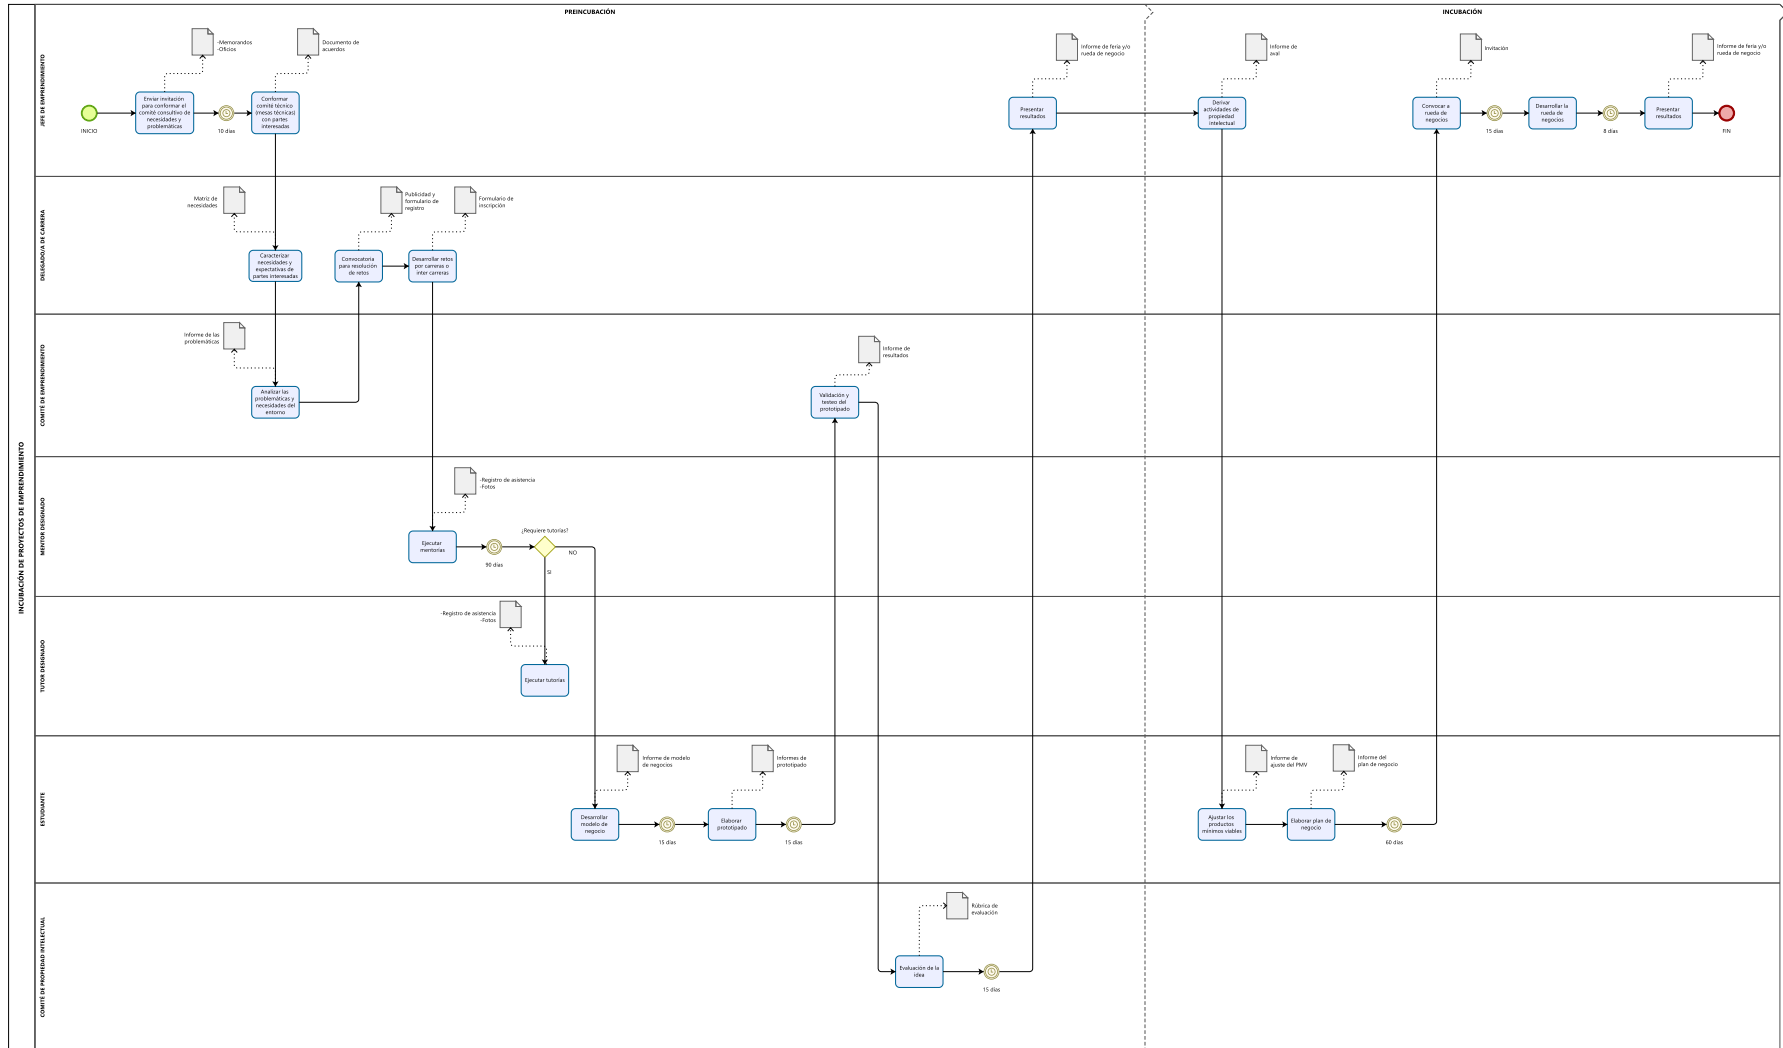 PREINCUBACIÓN
INCUBACIÓN
INCUBACIÓN DE PROYECTOS DE EMPRENDIMIENTO
JEFE DE EMPRENDIMIENTO
-Memorandos
-Oficios
Documento de
acuerdos
Informe de feria y/o
rueda de negocio
Informe de
aval
Invitación
Informe de feria y/o
rueda de negocio
INICIO
Enviar invitación
para conformar el
comité consultivo de
necesidades y
problemáticas
10 días
Conformar
comité técnico
(mesas técnicas)
con partes
interesadas
Presentar
resultados
Derivar
actividades de
propiedad
intelectual
Convocar a
rueda de
negocios
15 días
Desarrollar la
rueda de
negocios
8 días
Presentar
resultados
FIN
DELEGADO/A DE CARRERA
Matriz de
necesidades
Publicidad y
formulario de
registro
Formulario de
inscripción
Caracterizar
necesidades y
expectativas de
partes interesadas
Convocatoria
para resolución
de retos
Desarrollar retos
por carreras o
inter carreras
COMITÉ DE EMPRENDIMIENTO
Informe de las
problemáticas
Informe de
resultados
Analizar las
problemáticas y
necesidades del
entorno
Validación y
testeo del
prototipado
MENTOR DESIGNADO
-Registro de asistencia
-Fotos
Ejecutar
mentorías
90 días
¿Requiere tutorías?
NO
SI
TUTOR DESIGNADO
-Registro de asistencia
-Fotos
Ejecutar tutorías
ESTUDIANTE
Informe de modelo
de negocios
Informes de
prototipado
Informe de
ajuste del PMV
Informe del
plan de negocio
Desarrollar
modelo de
negocio
15 días
Elaborar
prototipado
15 días
Ajustar los
productos
mínimos viables
Elaborar plan de
negocio
60 días
COMITÉ DE PROPIEDAD INTELECTUAL
Rúbrica de
evaluación
Evaluación de la
idea
15 días